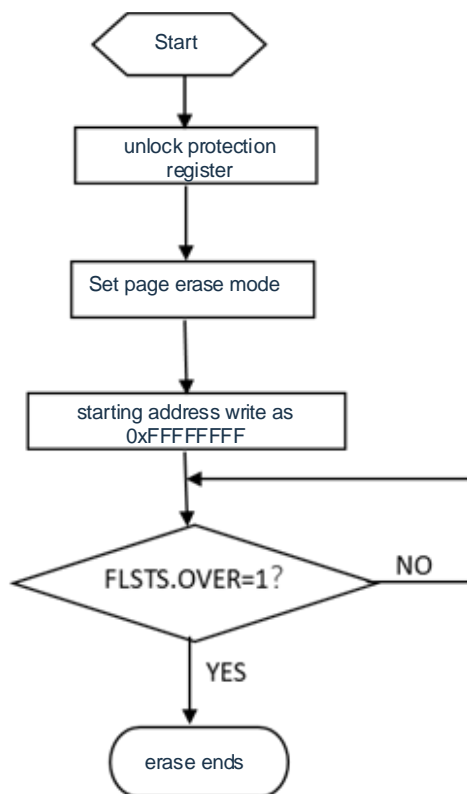 Start
unlock protection
register
Set page erase mode
starting address write as
0xFFFFFFFF
FLSTS.OVER=1?
NO
YES
erase ends